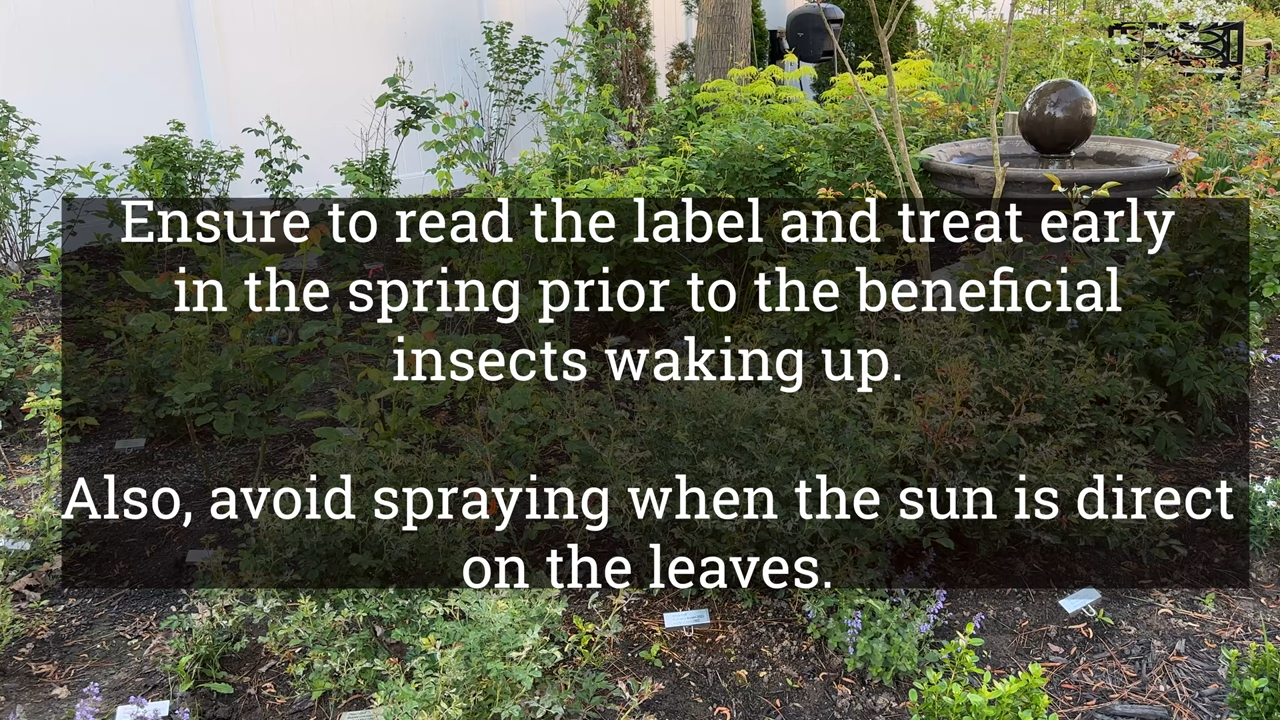 Ensure to read the label and treat early
in the spring prior to the beneficial
insects waking up.
Also, avoid spraying when the sun is direct
on the leaves.